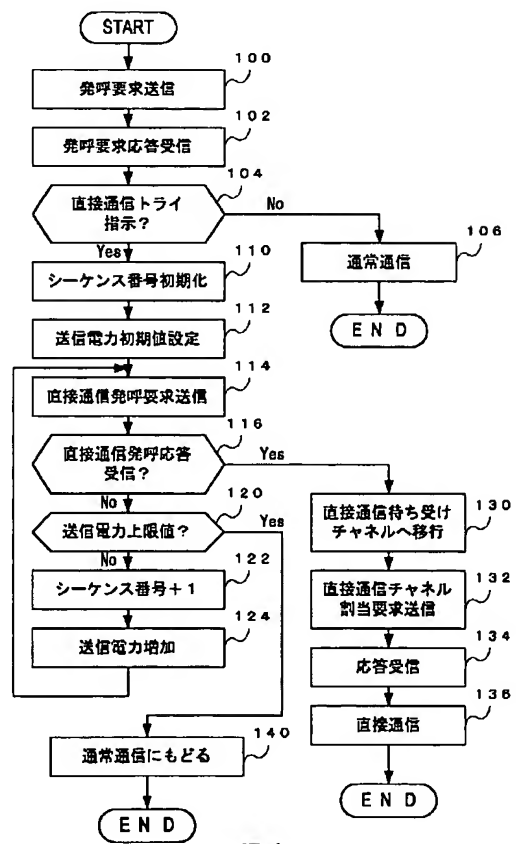 START
100
発呼要求送信
102
発呼要求応答受信
104
直接通信トライ
指示?
No
Yes
106
通常通信
END
110
シーケンス番号初期化
112
送信電力初期値設定
114
直接通信発呼要求送信
116
直接通信発呼応答
受信?
Yes
No
120
送信電力上限値?
Yes
No
122
シーケンス番号+1
124
送信電力増加
130
直接通信待ち受け
チャネルへ移行
132
直接通信チャネル
割当要求送信
134
応答受信
136
直接通信
END
140
通常通信にもどる
END